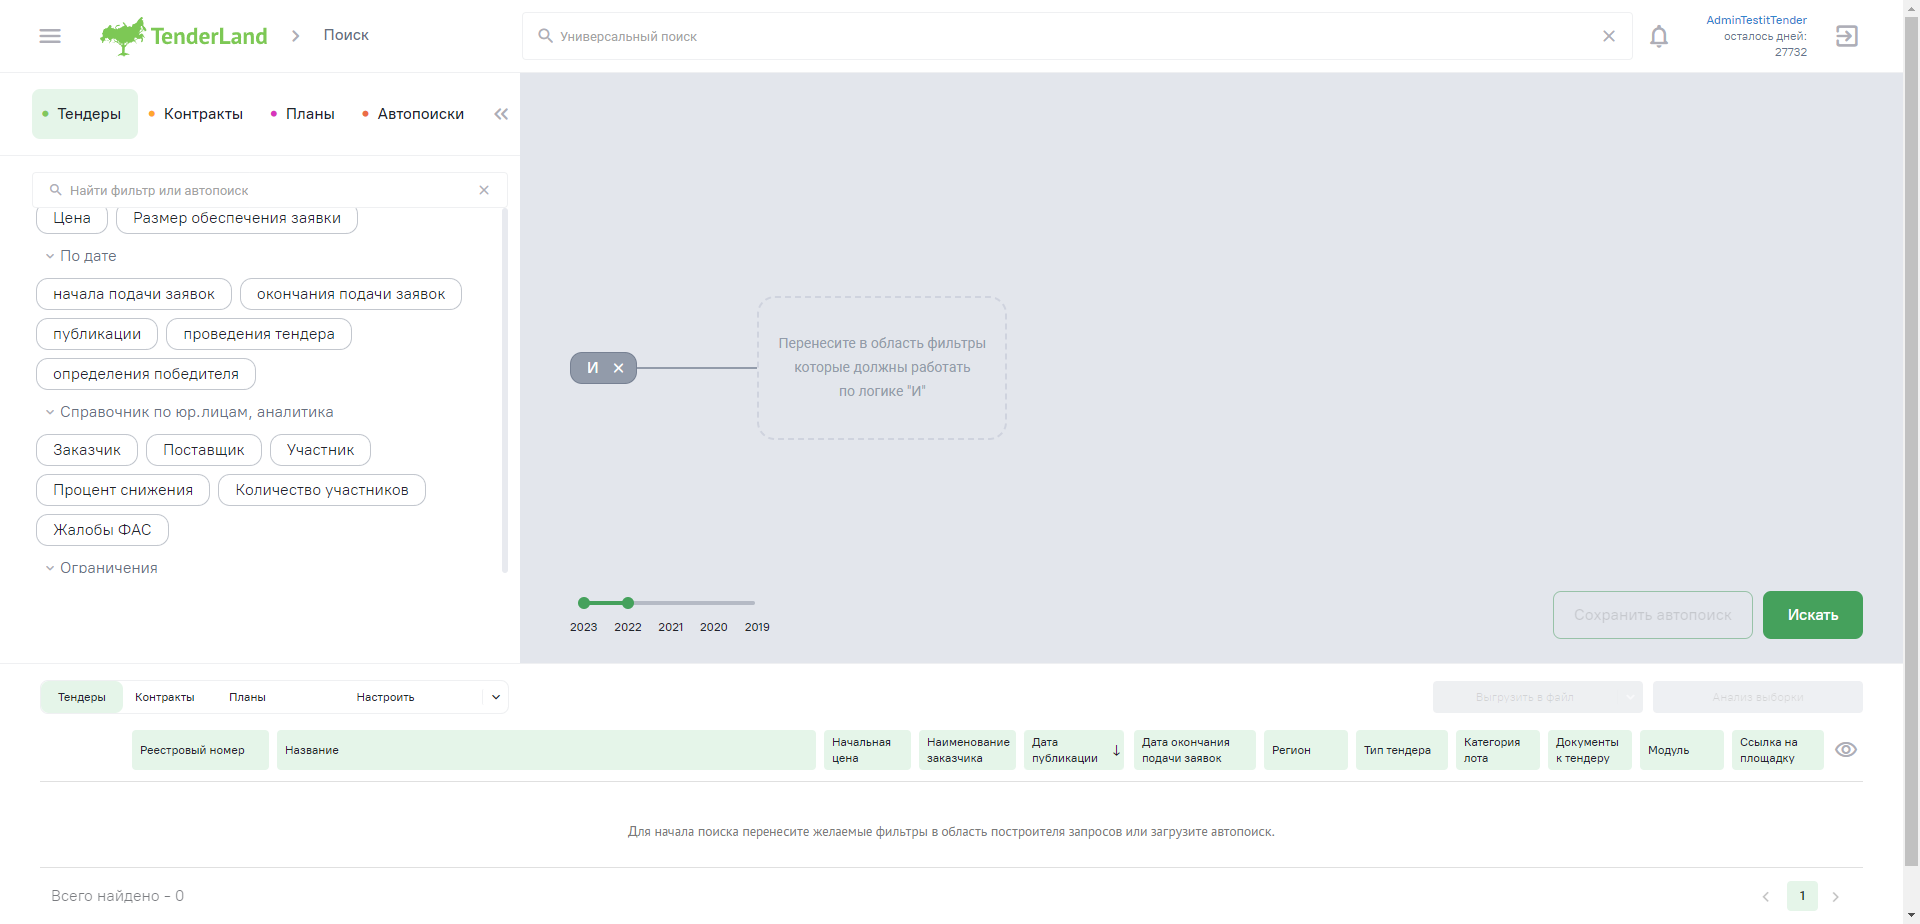 TenderLand
Поиск
Универсальный поиск
AdminTestitTender
осталось дней:
27732
Тендеры
Контракты
Планы
Автопоиски
Найти фильтр или автопоиск
Цена
Размер обеспечения заявки
По дате
начала подачи заявок
окончания подачи заявок
публикации
проведения тендера
определения победителя
Справочник по юр.лицам, аналитика
Заказчик
Поставщик
Участник
Процент снижения
Количество участников
Жалобы ФАС
Ограничения
И
Перенесите в область фильтры
которые должны работать
по логике "И"
2023 2022 2021 2020 2019
Сохранить автопоиск
Искать
Тендеры
Контракты
Планы
Настроить
Выгрузить в файл
Анализ выборки
Реестровый номер
Название
Начальная
цена
Наименование
заказчика
Дата
публикации
Дата окончания
подачи заявок
Регион
Тип тендера
Категория
лота
Документы
к тендеру
Модуль
Ссылка на
площадку
Для начала поиска перенесите желаемые фильтры в область построителя запросов или загрузите автопоиск.
Всего найдено - 0
1